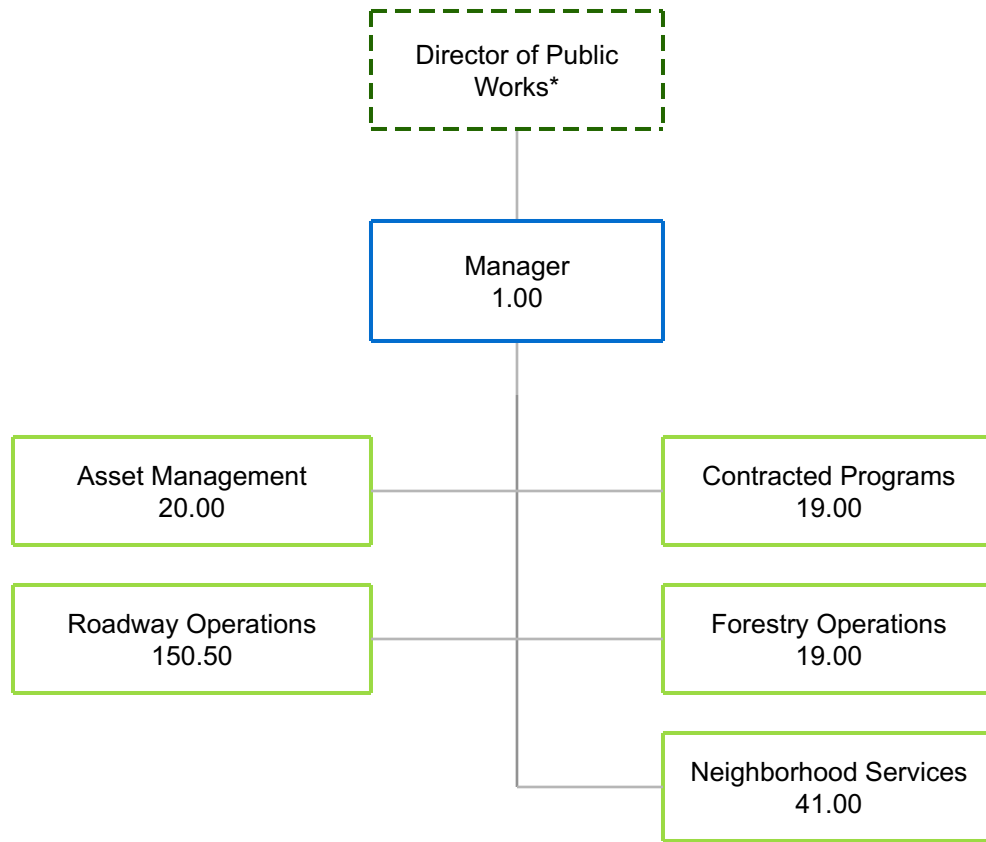 Director of Public
Works*
Manager
1.00
Asset Management
20.00
Contracted Programs
19.00
Roadway Operations
150.50
Forestry Operations
19.00
Neighborhood Services
41.00